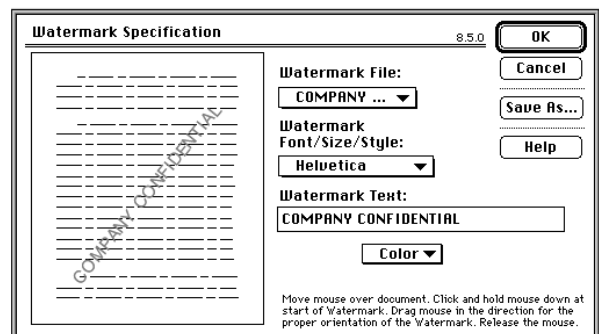 Watermark Specification
8.5.0
OK
Cancel
Save As...
Help
COMPANY CONFIDENTIAL
Watermark File:
COMPANY ...
Watermark
Font/Size/Style:
Helvetica
Watermark Text:
COMPANY CONFIDENTIAL
Color
Move mouse over document. Click and hold mouse down at
start of Watermark. Drag mouse in the direction for the
proper orientation of the Watermark. Release the mouse.